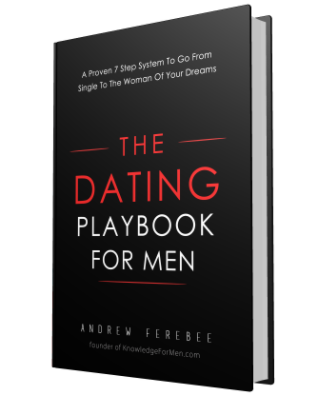 A Proven 7 Step System To Go From
Single To The Woman Of Your Dreams
THE
DATING
PLAYBOOK
FOR MEN
ANDREW FEREBEE
founder of KnowledgeForMen.com